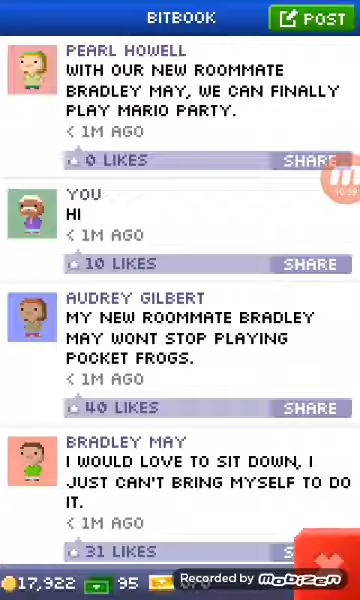 BITBOOK
POST
PEARL HOWELL
WITH OUR NEW ROOMMATE
BRADLEY MAY, WE CAN FINALLY
PLAY MARIO PARTY.
< 1M AGO
0 LIKES
SHARE
YOU
HI
< 1M AGO
10 LIKES
SHARE
AUDREY GILBERT
MY NEW ROOMMATE BRADLEY
MAY WONT STOP PLAYING
POCKET FROGS.
< 1M AGO
40 LIKES
SHARE
BRADLEY MAY
I WOULD LOVE TO SIT DOWN, I
JUST CAN'T BRING MYSELF TO DO
IT.
< 1M AGO
31 LIKES
17,922
95
Recorded by Mobizen